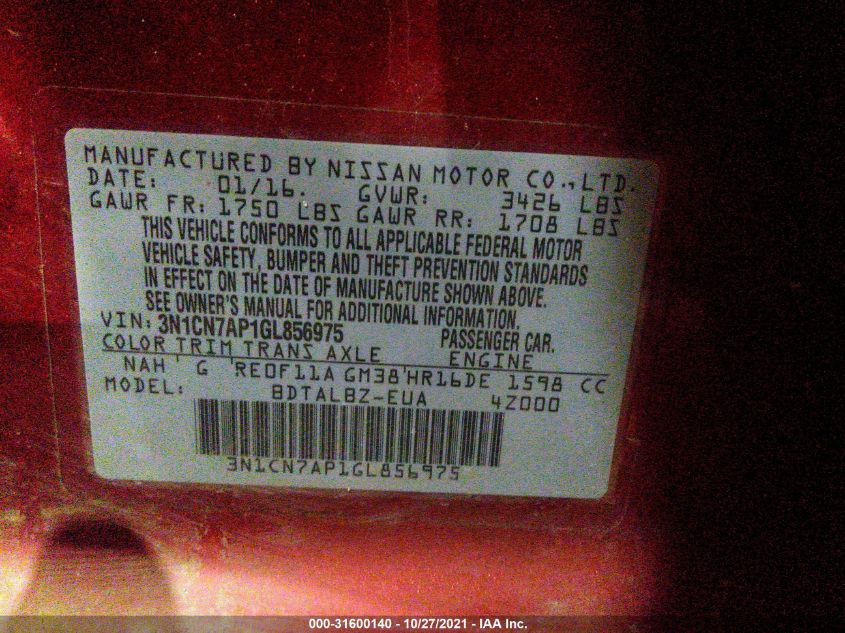 MANUFACTURED BY NISSAN MOTOR CO., LTD.
DATE: 01/16. GVWR: 3426 LBS
GAWR FR: 1750 LBS GAWR RR: 1708 LBS
THIS VEHICLE CONFORMS TO ALL APPLICABLE FEDERAL MOTOR
VEHICLE SAFETY, BUMPER AND THEFT PREVENTION STANDARDS
IN EFFECT ON THE DATE OF MANUFACTURE SHOWN ABOVE.
SEE OWNER'S MANUAL FOR ADDITIONAL INFORMATION.
VIN: 3N1CN7AP1GL856975 PASSENGER CAR.
COLOR TRIM TRANS AXLE ENGINE
NAH ' G ' RE0F11A GM38 ' HR16DE 1598 CC
MODEL: BDTALBZ-EUA 4Z000
3N1CN7AP1GL856975
000-31600140 - 10/27/2021 - IAA Inc.